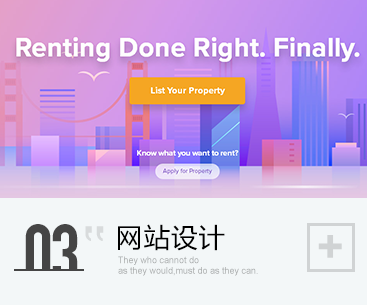 Renting Done Right. Finally.
List Your Property
Know what you want to rent?
Apply for Property
03
网站设计
They who cannot do
as they would,must do as they can.